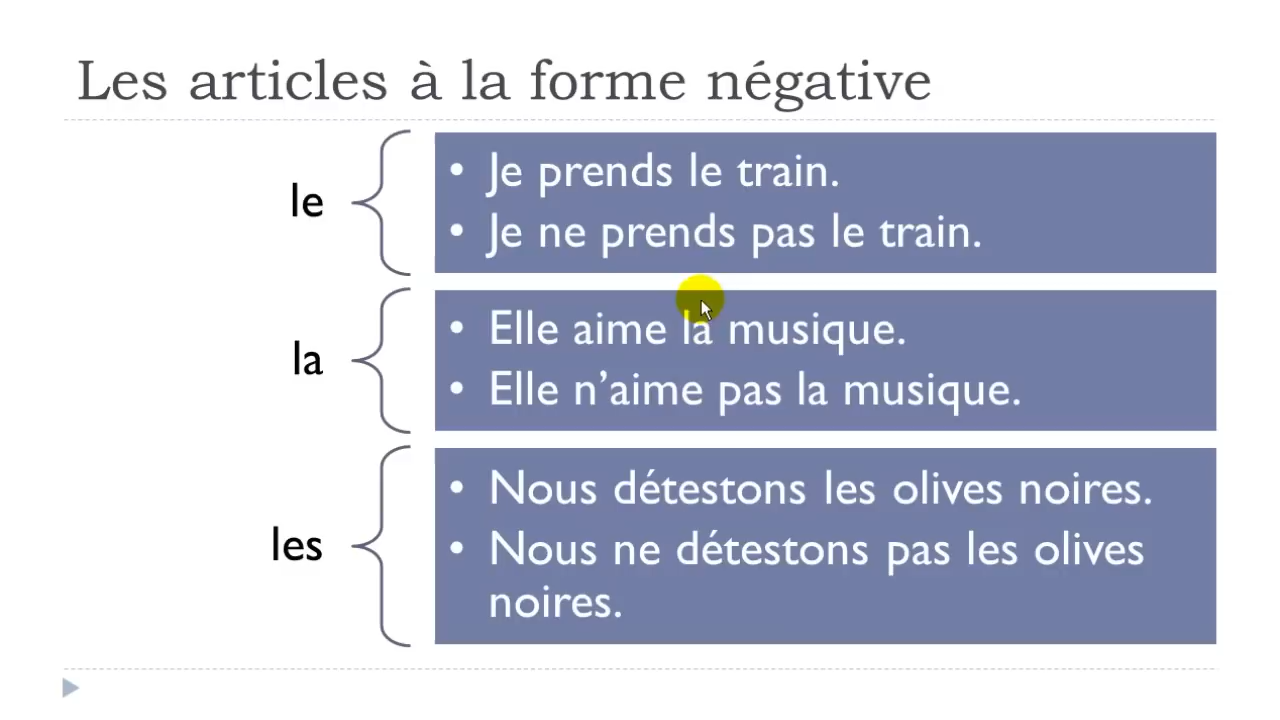 Les articles à la forme négative
le
• Je prends le train.
• Je ne prends pas le train.
la
• Elle aime la musique.
• Elle n’aime pas la musique.
les
• Nous détestons les olives noires.
• Nous ne détestons pas les olives
noires.